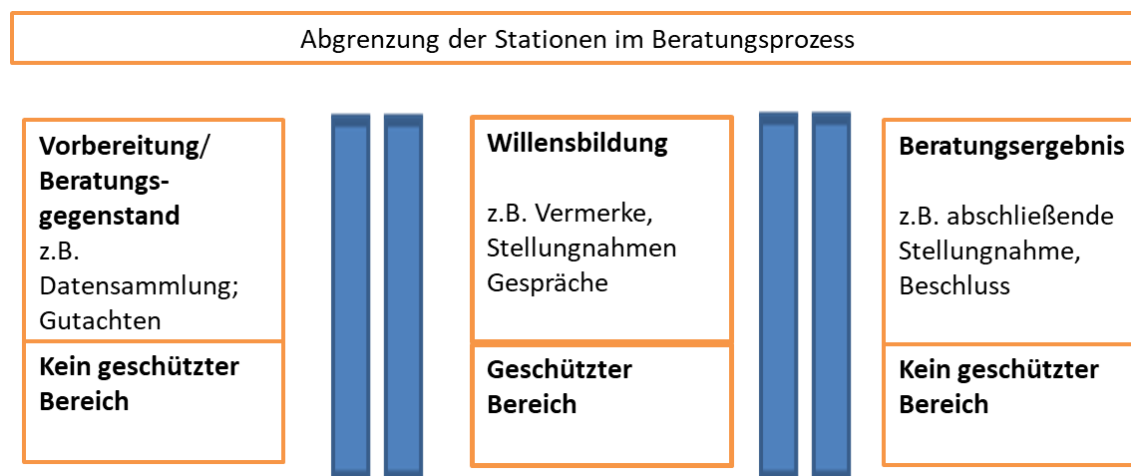 Abgrenzung der Stationen im Beratungsprozess
Vorbereitung/
Beratungs-
gegenstand
z.B.
Datensammlung;
Gutachten
Kein geschützter
Bereich
Willensbildung
z.B. Vermerke,
Stellungnahmen
Gespräche
Geschützter
Bereich
Beratungsergebnis
z.B. abschließende
Stellungnahme,
Beschluss
Kein geschützter
Bereich